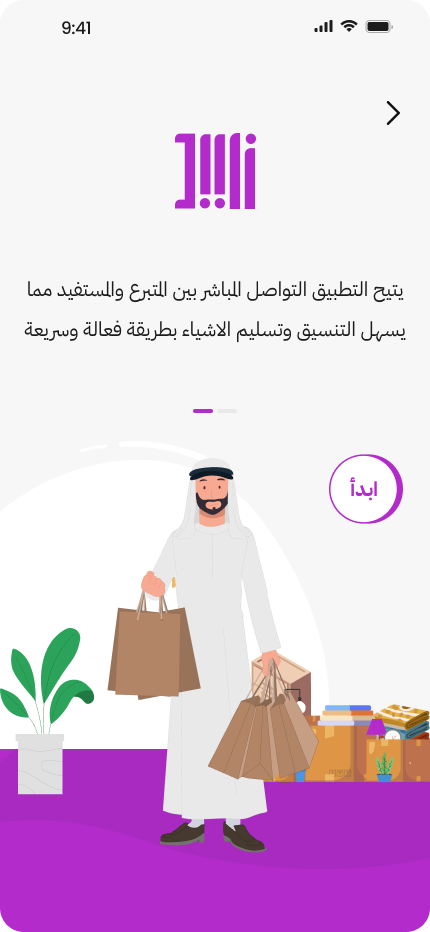 9:41
يتيح التطبيق التواصل المباشر بين المتبرع والمستفيد مما
يسهل التنسيق وتسليم الاشياء بطريقة فعالة وسريعة
ابدأ